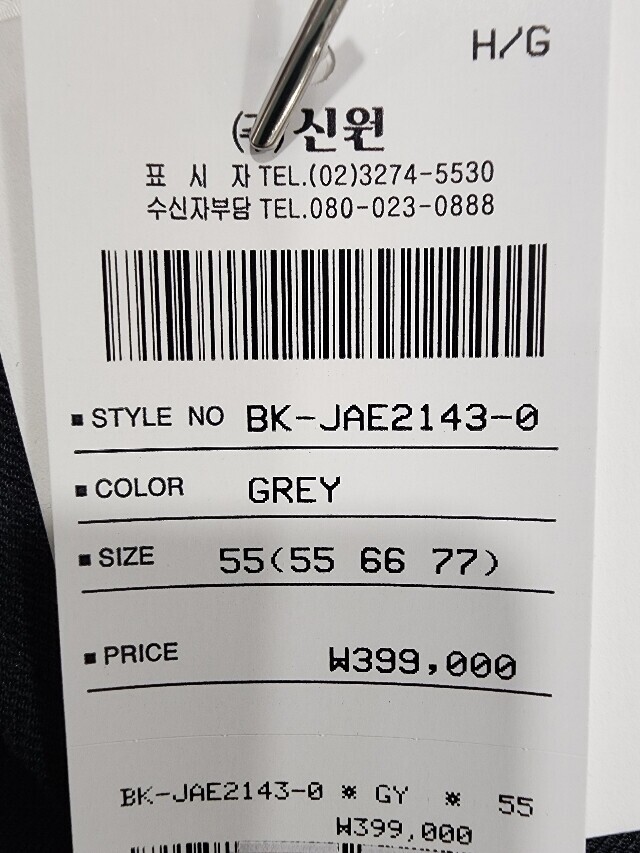 H/G
(주)신원
표 시 자 TEL.(02)3274-5530
수신자부담 TEL.080-023-0888
■ STYLE NO BK-JAE2143-0
■ COLOR GREY
■ SIZE 55(55 66 77)
■ PRICE ₩399,000
BK-JAE2143-0 * GY * 55
₩399,000